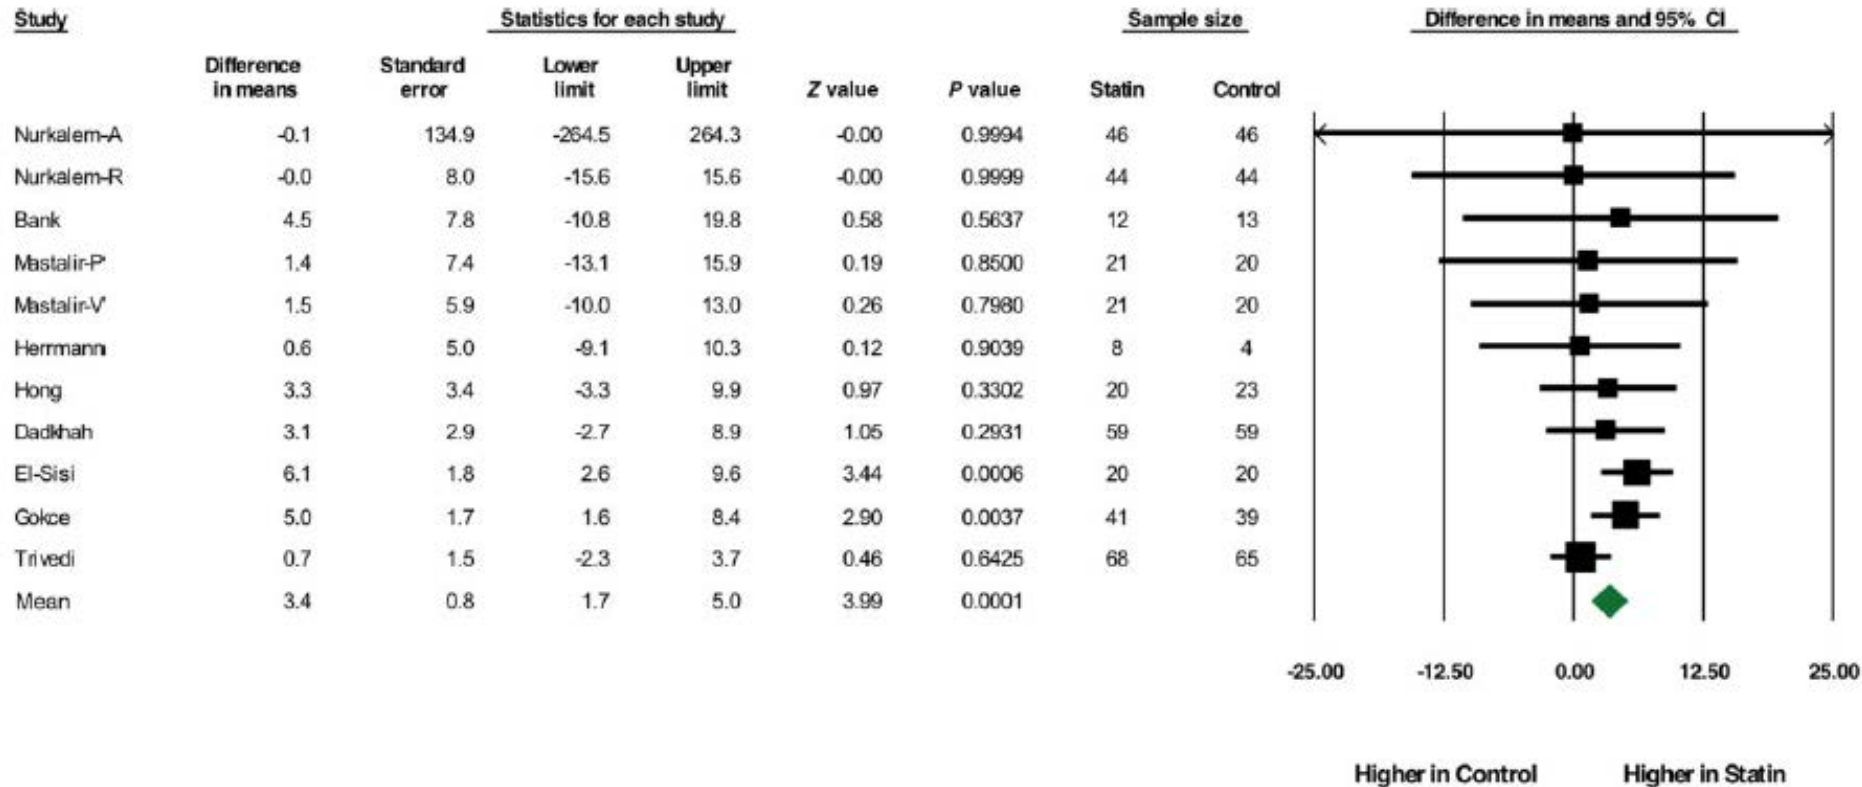 Study Statistics for each study Sample size Difference in means and 95% CI
Difference in means Standard error Lower limit Upper limit Z value P value Statin Control
Nurkalem-A -0.1 134.9 -264.5 264.3 -0.00 0.9994 46 46
Nurkalem-R -0.0 8.0 -15.6 15.6 -0.00 0.9999 44 44
Bank 4.5 7.8 -10.8 19.8 0.58 0.5637 12 13
Mastalir-P' 1.4 7.4 -13.1 15.9 0.19 0.8500 21 20
Mastalir-V' 1.5 5.9 -10.0 13.0 0.26 0.7980 21 20
Herrmann 0.6 5.0 -9.1 10.3 0.12 0.9039 8 4
Hong 3.3 3.4 -3.3 9.9 0.97 0.3302 20 23
Dadkhah 3.1 2.9 -2.7 8.9 1.05 0.2931 59 59
El-Sisi 6.1 1.8 2.6 9.6 3.44 0.0006 20 20
Gokce 5.0 1.7 1.6 8.4 2.90 0.0037 41 39
Trivedi 0.7 1.5 -2.3 3.7 0.46 0.6425 68 65
Mean 3.4 0.8 1.7 5.0 3.99 0.0001
-25.00 -12.50 0.00 12.50 25.00
Higher in Control Higher in Statin